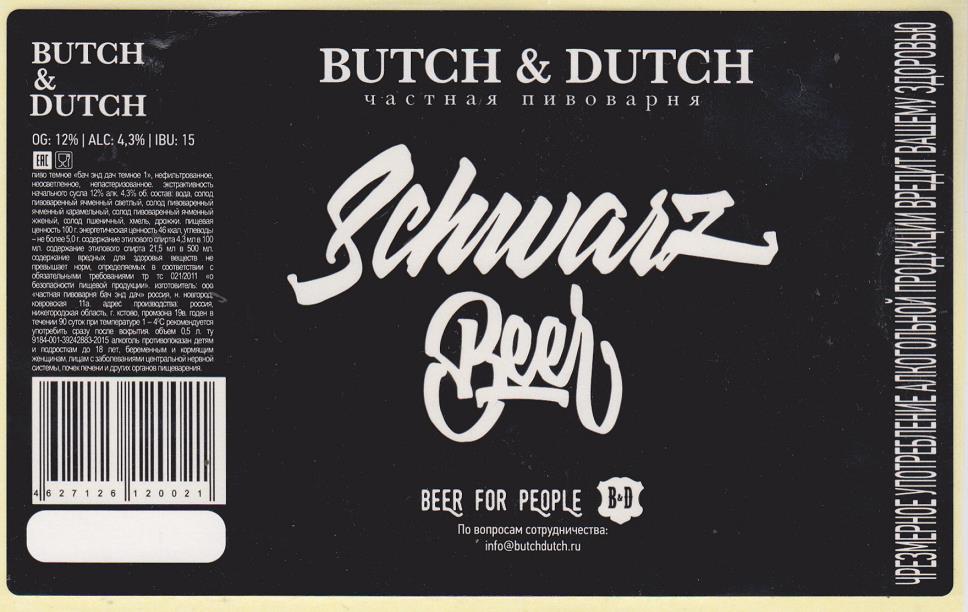 BUTCH
&
DUTCH
OG: 12% | ALC: 4,3% | IBU: 15
EAC
пиво темное «бач энд дач темное 1», нефильтрованное,
неосветленное, непастеризованное. экстрактивность
начального сусла 12% алк. 4,3% об. состав: вода, солод
пивоваренный ячменный светлый, солод пивоваренный
ячменный карамельный, солод пивоваренный ячменный
жженый, солод пшеничный, хмель, дрожжи. пищевая
ценность 100 г. энергетическая ценность 46 ккал, углеводы
– не более 5,0 г. содержание этилового спирта 4,3 мл в 100
мл. содержание этилового спирта 21,5 мл в 500 мл.
содержание вредных для здоровья веществ не
превышает норм, определяемых в соответствии с
обязательными требованиями тр тс 021/2011 «о
безопасности пищевой продукции». изготовитель: ооо
«частная пивоварня бач энд дач» россия, н. новгород,
ковровская 11а. адрес производства: россия,
нижегородская область, г. кстово, промзона 19в. годен в
течении 90 суток при температуре 1 – 4°С рекомендуется
употребить сразу после вскрытия. объем 0,5 л. ту
9184-001-39242883-2015 алкоголь противопоказан детям
и подросткам до 18 лет, беременным и кормящим
женщинам, лицам с заболеваниями центральной нервной
системы, почек печени и других органов пищеварения.
4 627126 120021
BUTCH & DUTCH
частная пивоварня
Schwarz
Beer
BEER FOR PEOPLE B&D
По вопросам сотрудничества:
info@butchdutch.ru
ЧРЕЗМЕРНОЕ УПОТРЕБЛЕНИЕ АЛКОГОЛЬНОЙ ПРОДУКЦИИ ВРЕДИТ ВАШЕМУ ЗДОРОВЬЮ